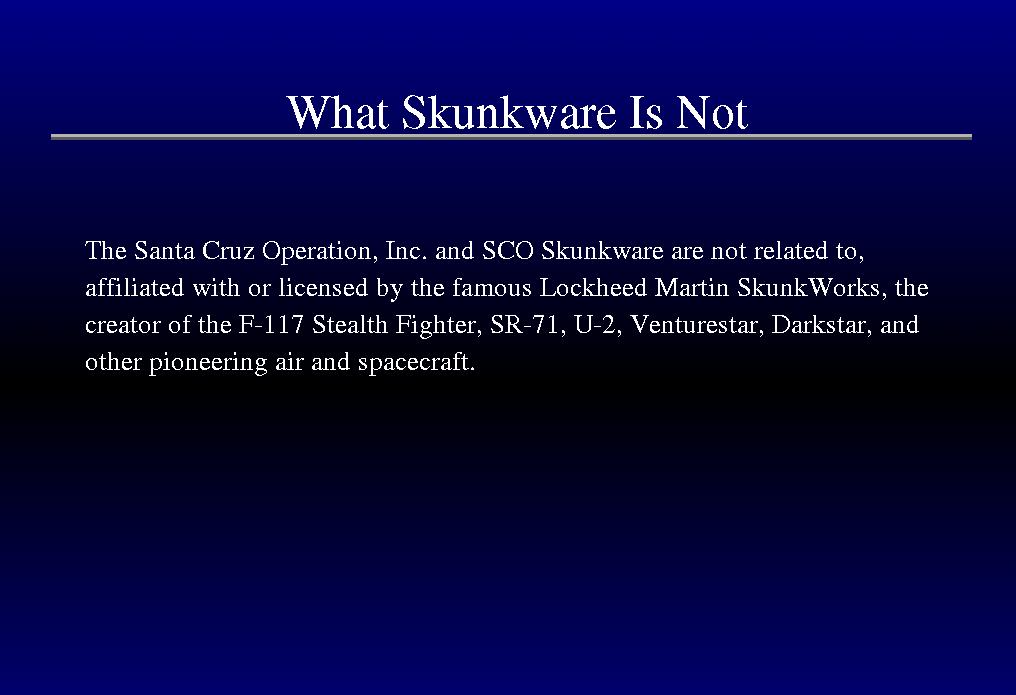 What Skunkware Is Not
The Santa Cruz Operation, Inc. and SCO Skunkware are not related to,
affiliated with or licensed by the famous Lockheed Martin SkunkWorks, the
creator of the F-117 Stealth Fighter, SR-71, U-2, Venturestar, Darkstar, and
other pioneering air and spacecraft.